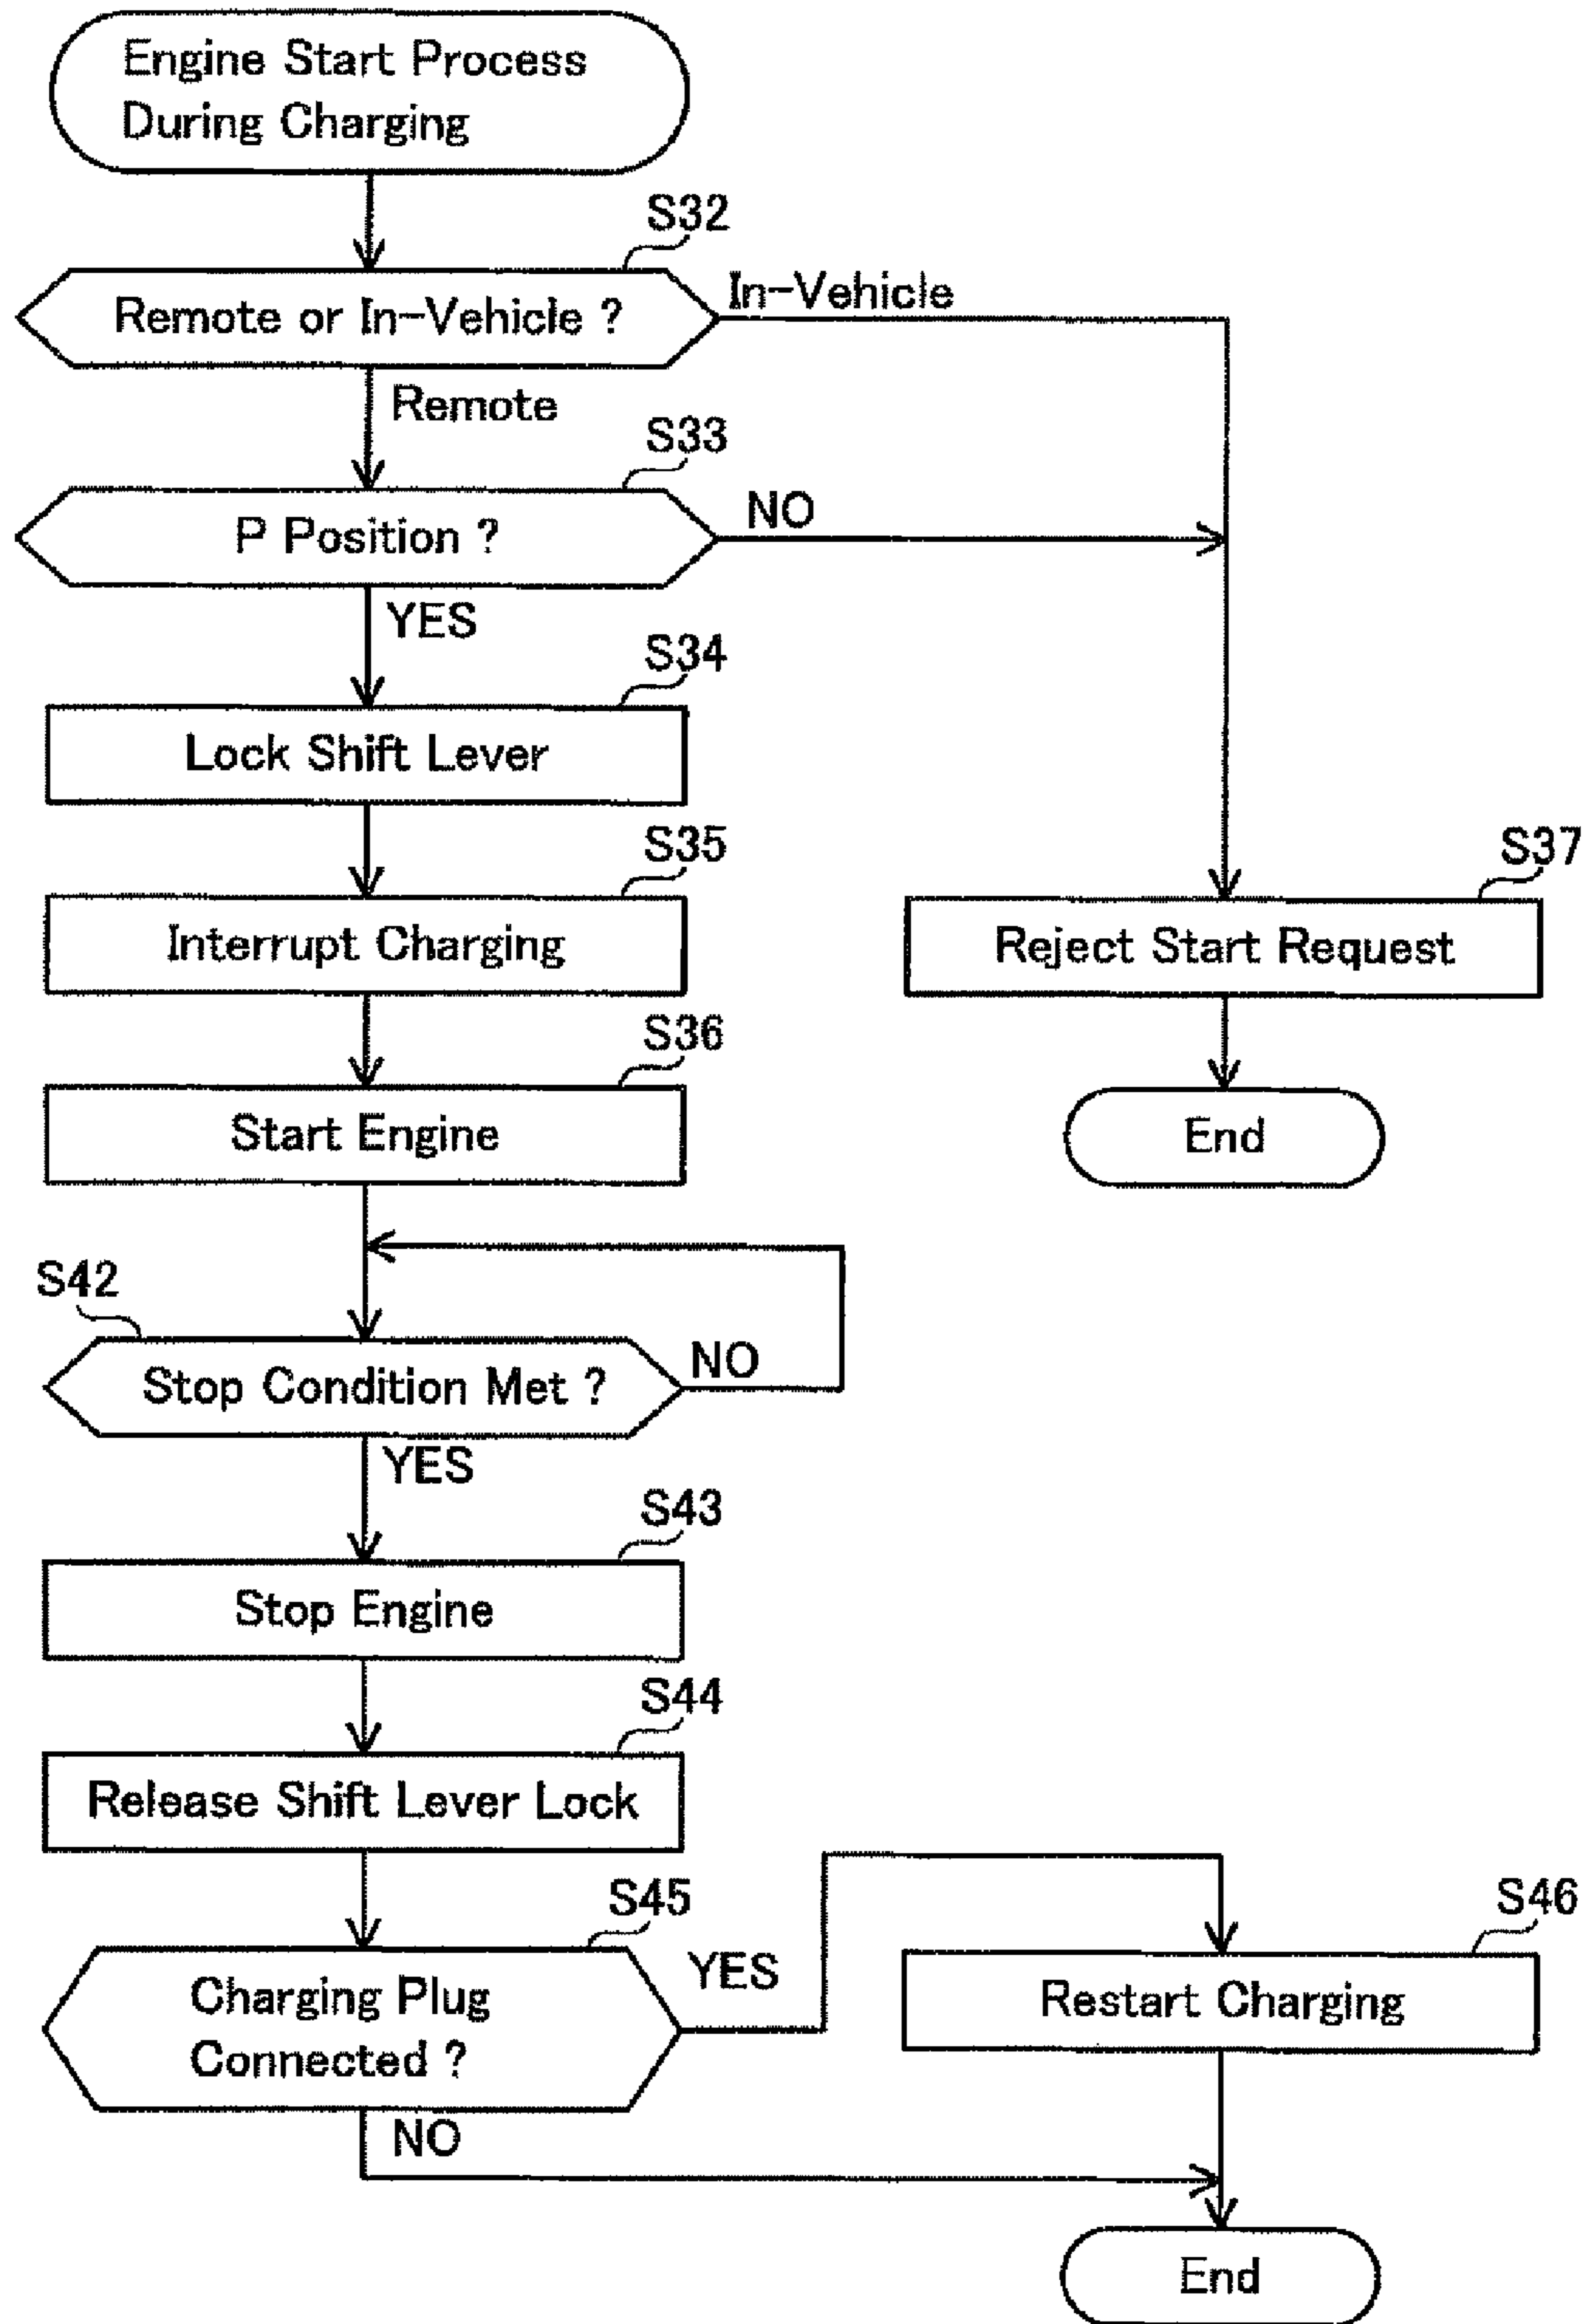 Engine Start Process
During Charging
S32
Remote or In-Vehicle ?
In-Vehicle
Remote
S33
P Position ?
NO
YES
S34
Lock Shift Lever
S35
Interrupt Charging
S37
Reject Start Request
S36
Start Engine
End
S42
Stop Condition Met ?
NO
YES
S43
Stop Engine
S44
Release Shift Lever Lock
S45
Charging Plug
Connected ?
YES
S46
Restart Charging
NO
End